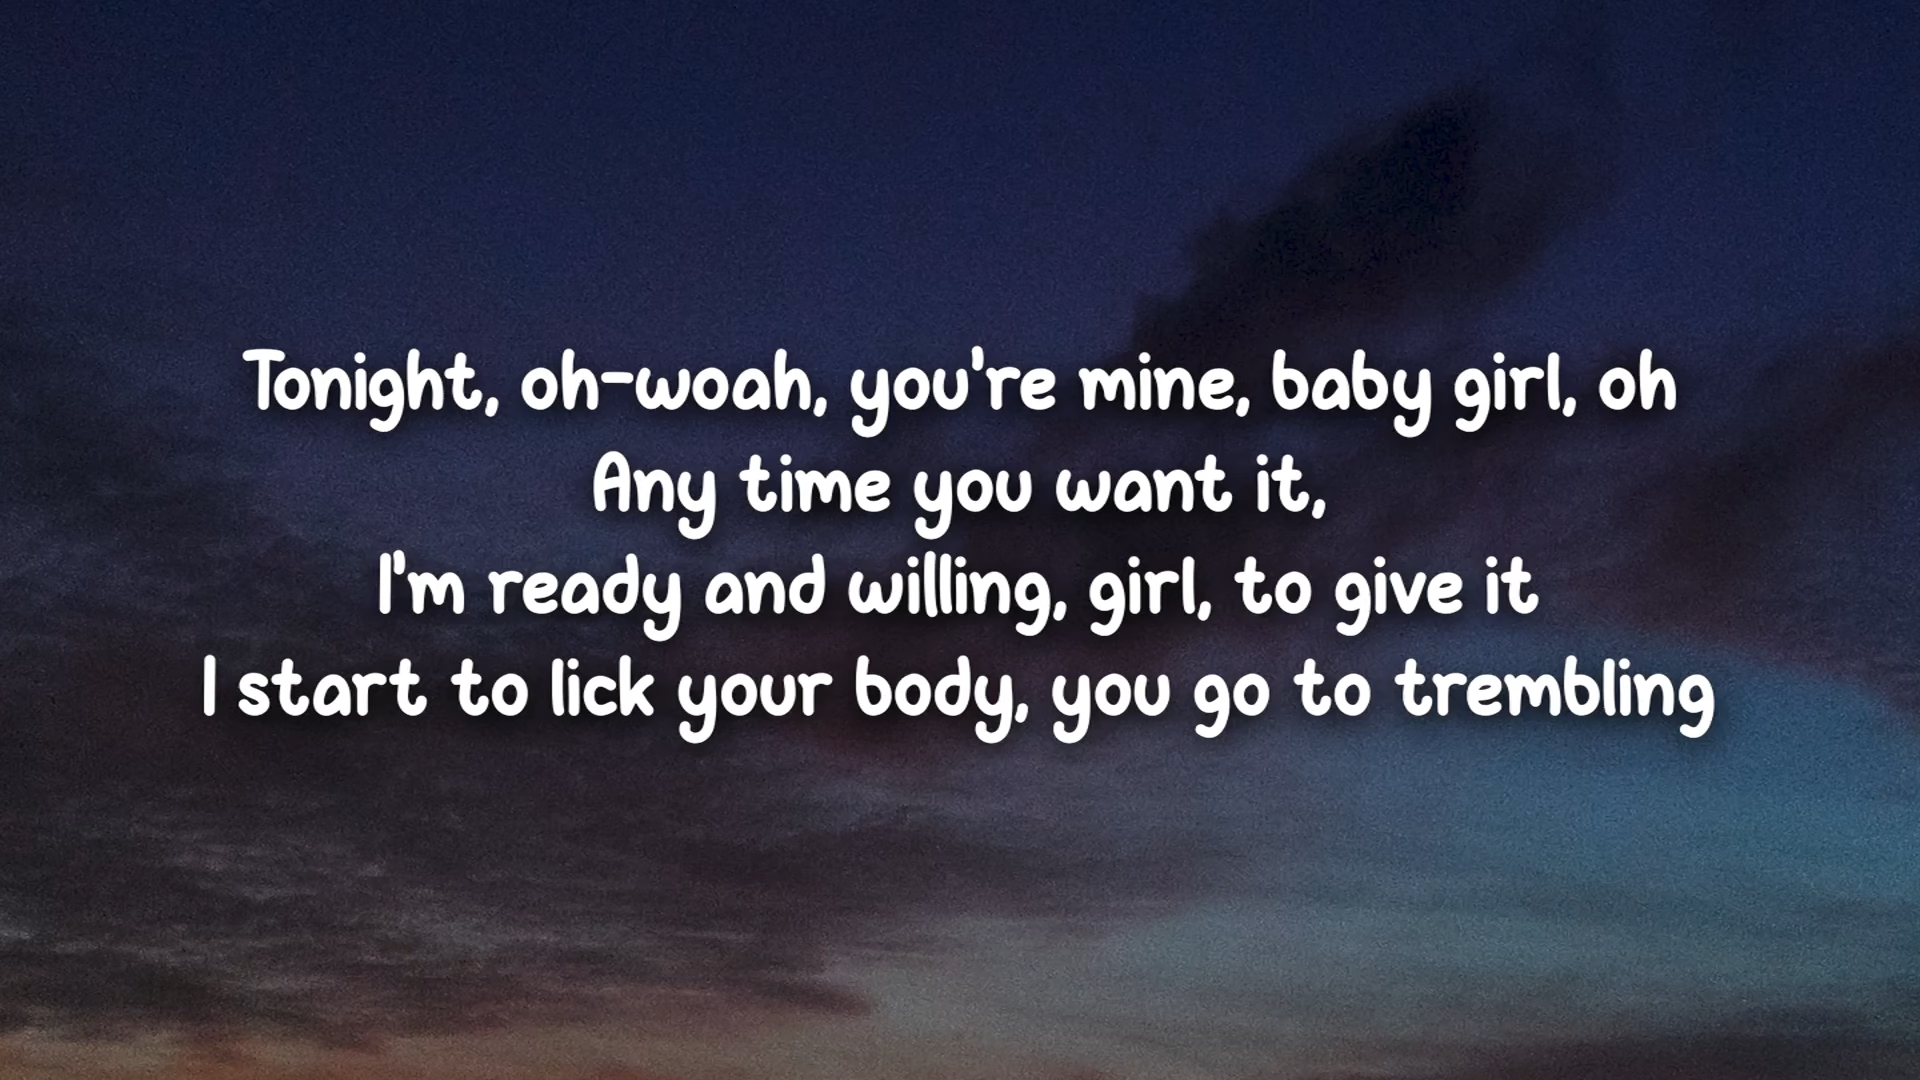 Tonight, oh-woah, you're mine, baby girl, oh
Any time you want it,
I'm ready and willing, girl, to give it
I start to lick your body, you go to trembling